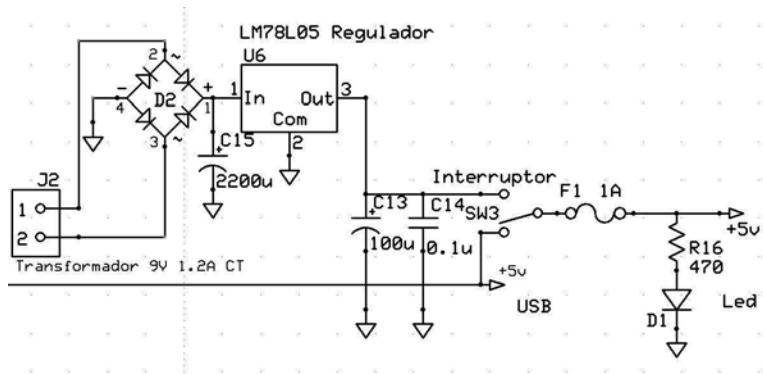 LM78L05 Regulador
U6
2 ~
- +
4 D2 1
1 In Out 3
Com
2
3 ~
C15
2200u
J2
1
2
Transformador 9V 1.2A CT
Interruptor
F1 1A
C13 C14 SW3
100u 0.1u
+5v
R16
470
+5v
USB
D1 Led